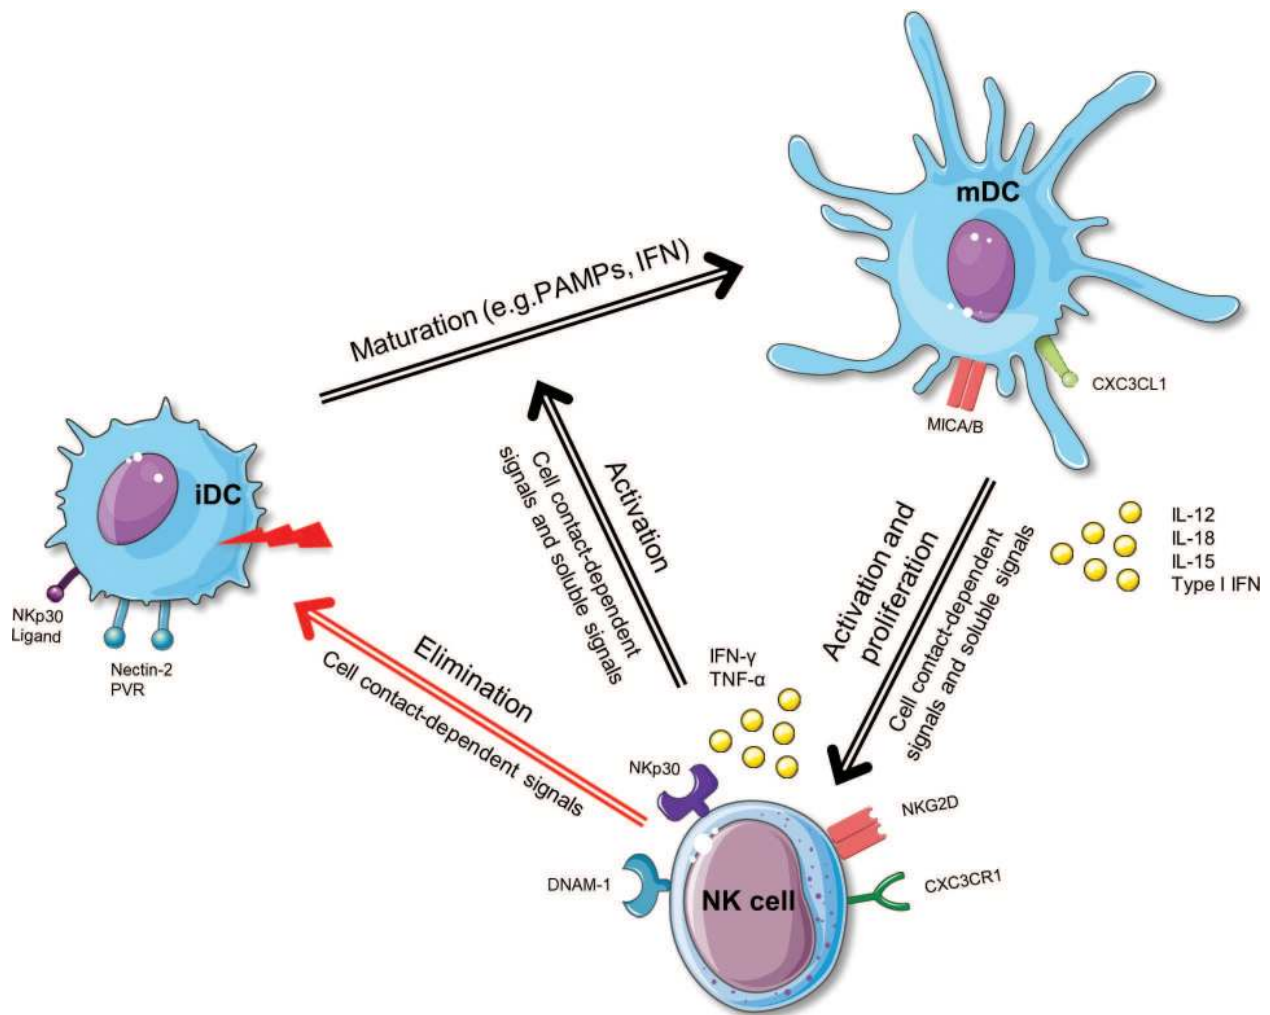 mDC
Maturation (e.g.PAMPs, IFN)
CXC3CL1
MICA/B
iDC
NKp30
Ligand
Nectin-2
PVR
Activation
Cell contact-dependent
signals and soluble signals
Activation and
proliferation
Cell contact-dependent
signals and soluble signals
IL-12
IL-18
IL-15
Type I IFN
Elimination
Cell contact-dependent signals
IFN-γ
TNF-α
NKp30
NKG2D
DNAM-1
CXC3CR1
NK cell